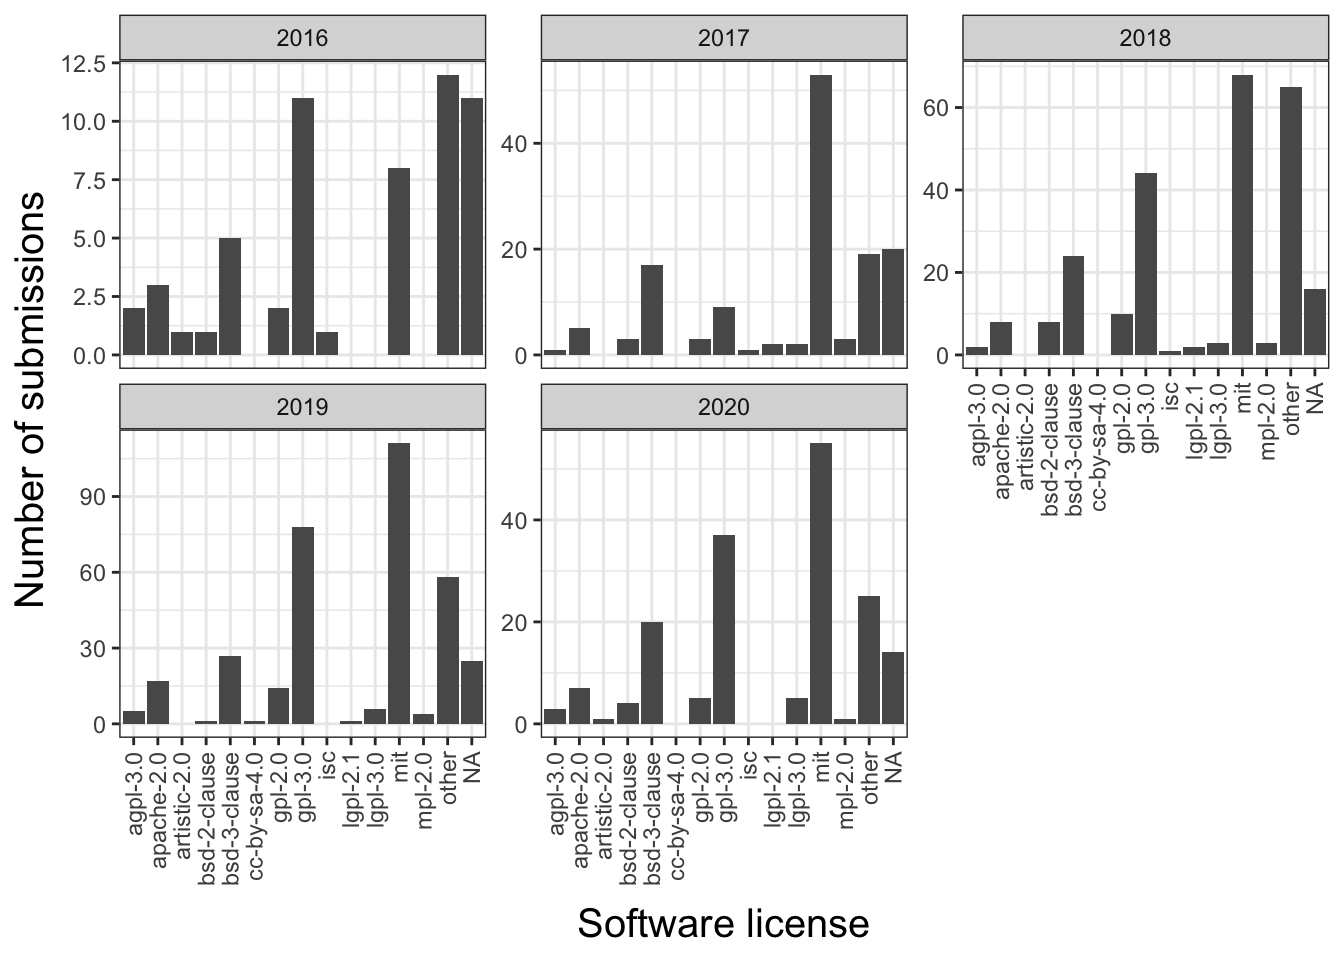 Number of submissions
2016
12.5
10.0
7.5
5.0
2.5
0.0
2017
40
20
0
2018
60
40
20
0
agpl-3.0
apache-2.0
artistic-2.0
bsd-2-clause
bsd-3-clause
cc-by-sa-4.0
gpl-2.0
gpl-3.0
isc
lgpl-2.1
lgpl-3.0
mit
mpl-2.0
other
NA
2019
90
60
30
0
agpl-3.0
apache-2.0
artistic-2.0
bsd-2-clause
bsd-3-clause
cc-by-sa-4.0
gpl-2.0
gpl-3.0
isc
lgpl-2.1
lgpl-3.0
mit
mpl-2.0
other
NA
2020
40
20
0
agpl-3.0
apache-2.0
artistic-2.0
bsd-2-clause
bsd-3-clause
cc-by-sa-4.0
gpl-2.0
gpl-3.0
isc
lgpl-2.1
lgpl-3.0
mit
mpl-2.0
other
NA
Software license